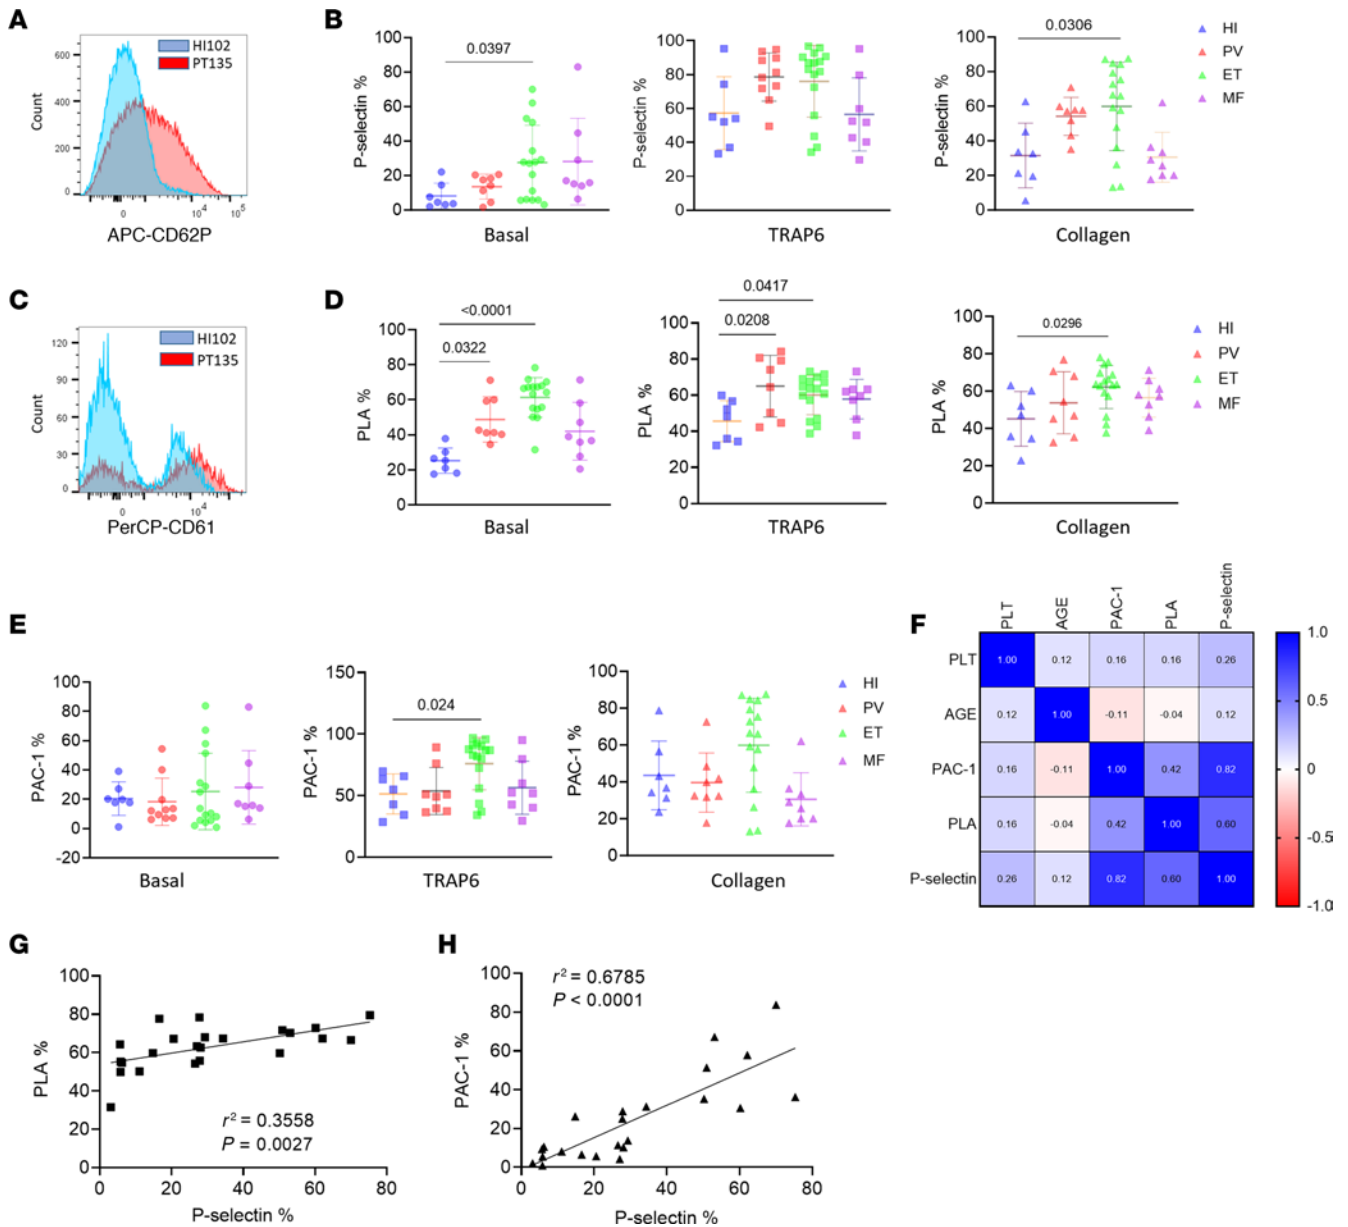 A
HI102
PT135
Count
600
400
200
0
0
10^4
10^5
APC-CD62P
B
0.0397
P-selectin %
100
80
60
40
20
0
Basal
P-selectin %
100
80
60
40
20
0
TRAP6
0.0306
P-selectin %
100
80
60
40
20
0
Collagen
HI
PV
ET
MF
C
HI102
PT135
Count
120
90
60
30
0
0
10^4
PerCP-CD61
D
<0.0001
0.0322
PLA %
100
80
60
40
20
0
Basal
0.0417
0.0208
PLA %
100
80
60
40
20
0
TRAP6
0.0296
PLA %
100
80
60
40
20
0
Collagen
HI
PV
ET
MF
E
PAC-1 %
100
80
60
40
20
0
-20
Basal
0.024
PAC-1 %
150
100
50
0
TRAP6
PAC-1 %
100
80
60
40
20
0
Collagen
HI
PV
ET
MF
F
PLT AGE PAC-1 PLA P-selectin
PLT 1.00 0.12 0.16 0.16 0.26
AGE 0.12 1.00 -0.11 -0.04 0.12
PAC-1 0.16 -0.11 1.00 0.42 0.82
PLA 0.16 -0.04 0.42 1.00 0.60
P-selectin 0.26 0.12 0.82 0.60 1.00
1.0
0.5
0
-0.5
-1.0
G
PLA %
100
80
60
40
20
0
r² = 0.3558
P = 0.0027
0 20 40 60 80
P-selectin %
H
r² = 0.6785
P < 0.0001
PAC-1 %
100
80
60
40
20
0
0 20 40 60 80
P-selectin %